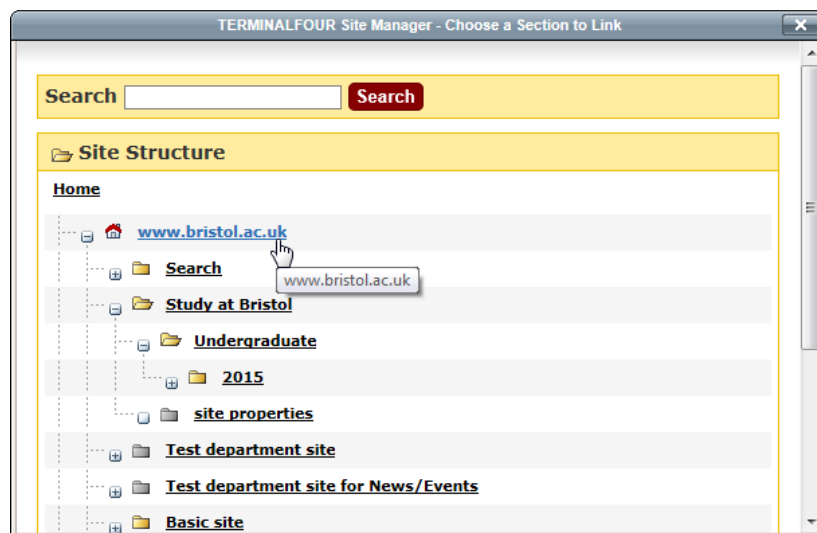 TERMINALFOUR Site Manager - Choose a Section to Link
Search Search
Site Structure
Home
www.bristol.ac.uk
Search
www.bristol.ac.uk
Study at Bristol
Undergraduate
2015
site properties
Test department site
Test department site for News/Events
Basic site